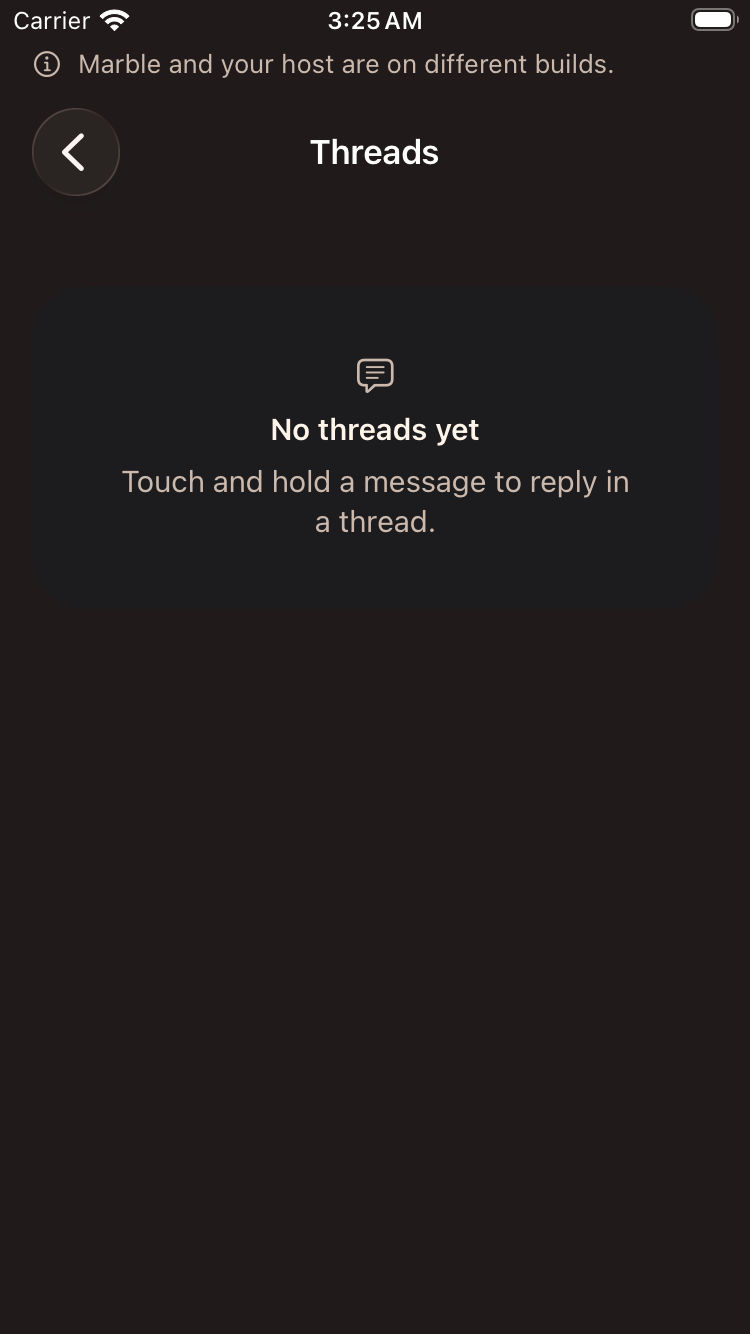 Carrier 3:25 AM
Marble and your host are on different builds.
Threads
No threads yet
Touch and hold a message to reply in
a thread.